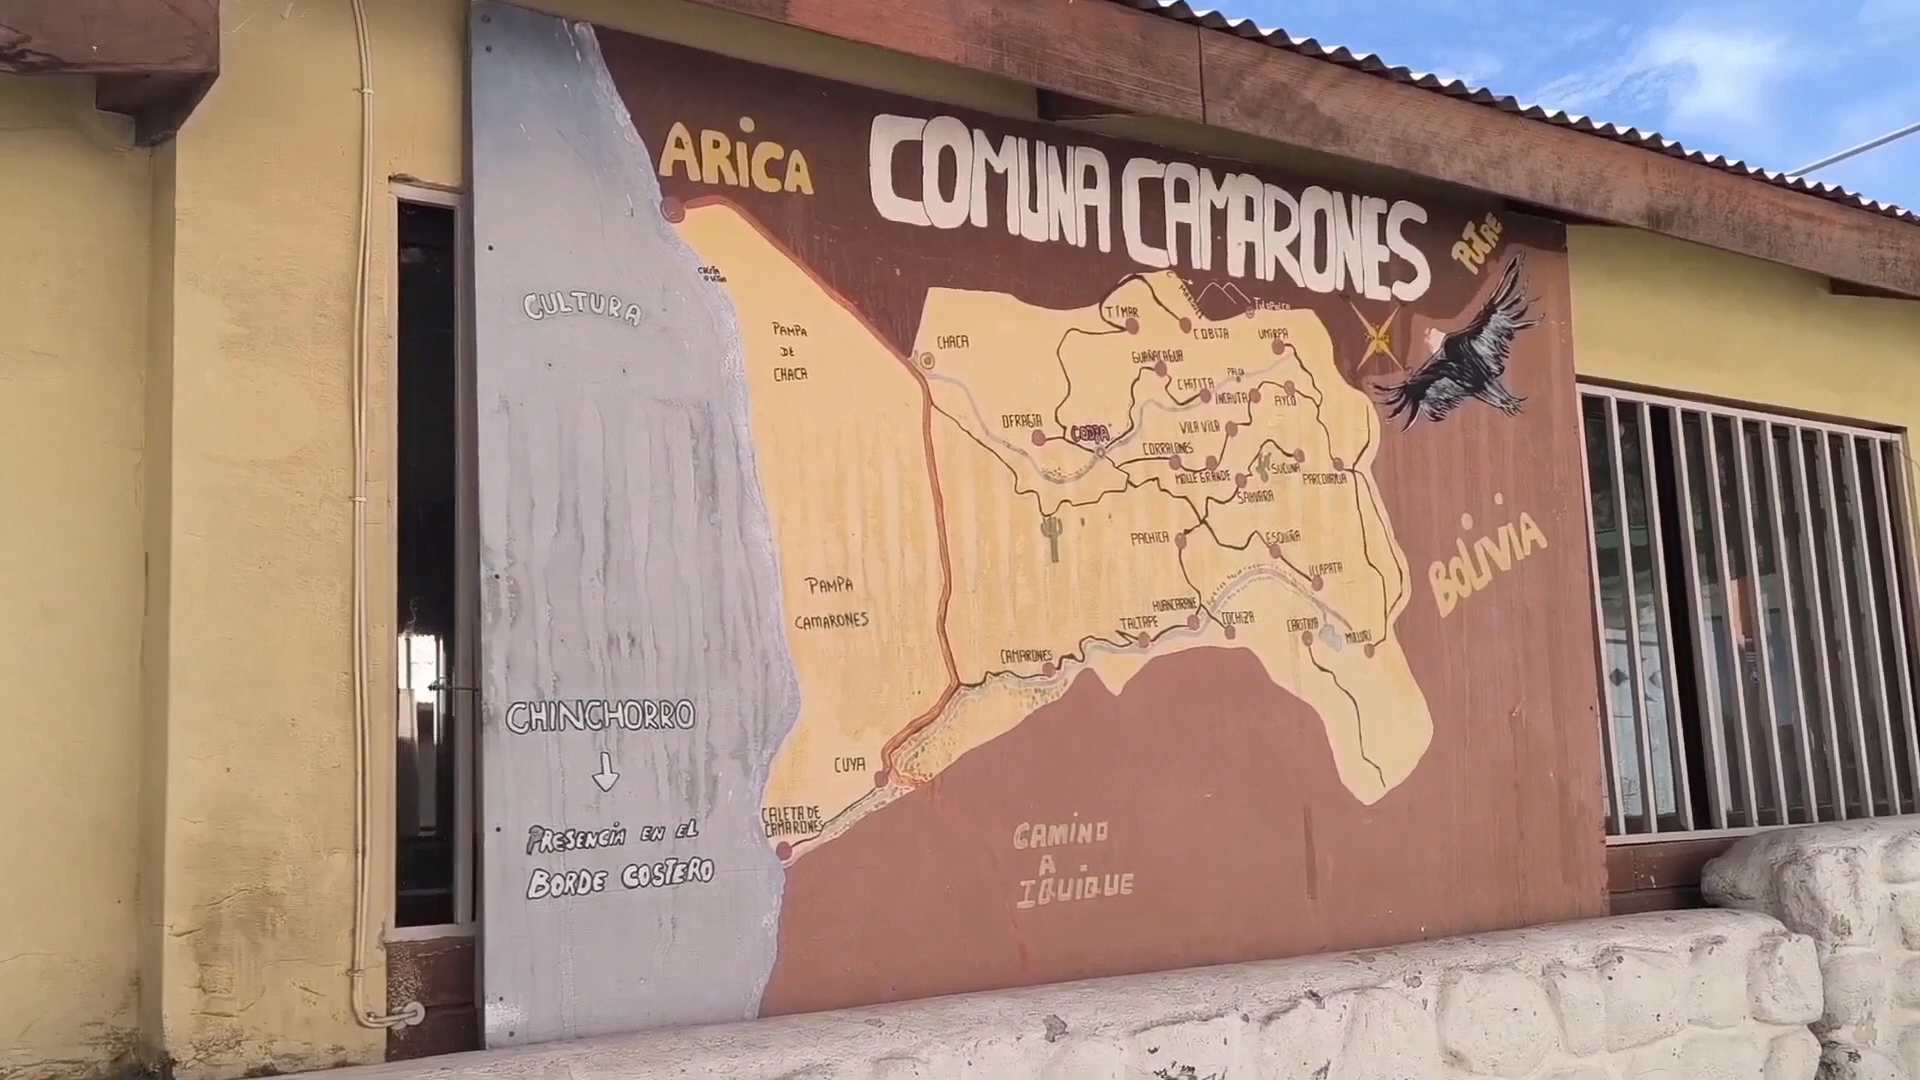 ARICA
COMUNA CAMARONES
PUTRE
BOLIVIA
CULTURA
CHINCHORRO
PRESENCIA EN EL
BORDE COSTERO
PAMPA
DE
CHACA
CHACA
TIMAR
COBIJA
UMIRPA
GUAÑACAGUA
CHITITA
INCAUTA
AYCO
OFRAGIA
CODPA
VILA VILA
CORRALONES
MOLLE GRANDE
SUCUNA
PARCOHAYLLA
SAHUARA
PACHICA
ESQUIÑA
ILLAPATA
PAMPA
CAMARONES
HUANCARANE
TALTAPE
COCHIZA
CARITAYA
MULLURI
CAMARONES
CUYA
CALETA DE
CAMARONES
CAMINO
A
IQUIQUE